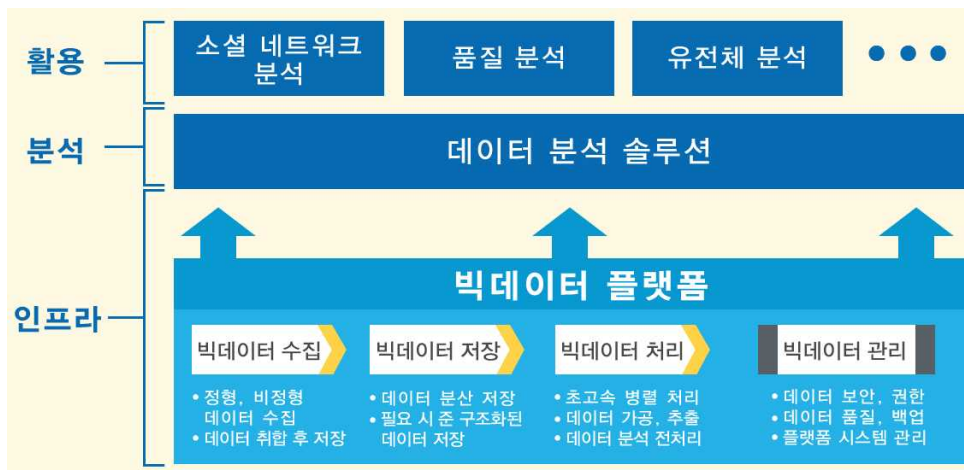 활용
소셜 네트워크
분석
품질 분석
유전체 분석
분석
데이터 분석 솔루션
인프라
빅데이터 플랫폼
빅데이터 수집
• 정형, 비정형
데이터 수집
• 데이터 취합 후 저장
빅데이터 저장
• 데이터 분산 저장
• 필요 시 준 구조화된
데이터 저장
빅데이터 처리
• 초고속 병렬 처리
• 데이터 가공, 추출
• 데이터 분석 전처리
빅데이터 관리
• 데이터 보안, 권한
• 데이터 품질, 백업
• 플랫폼 시스템 관리